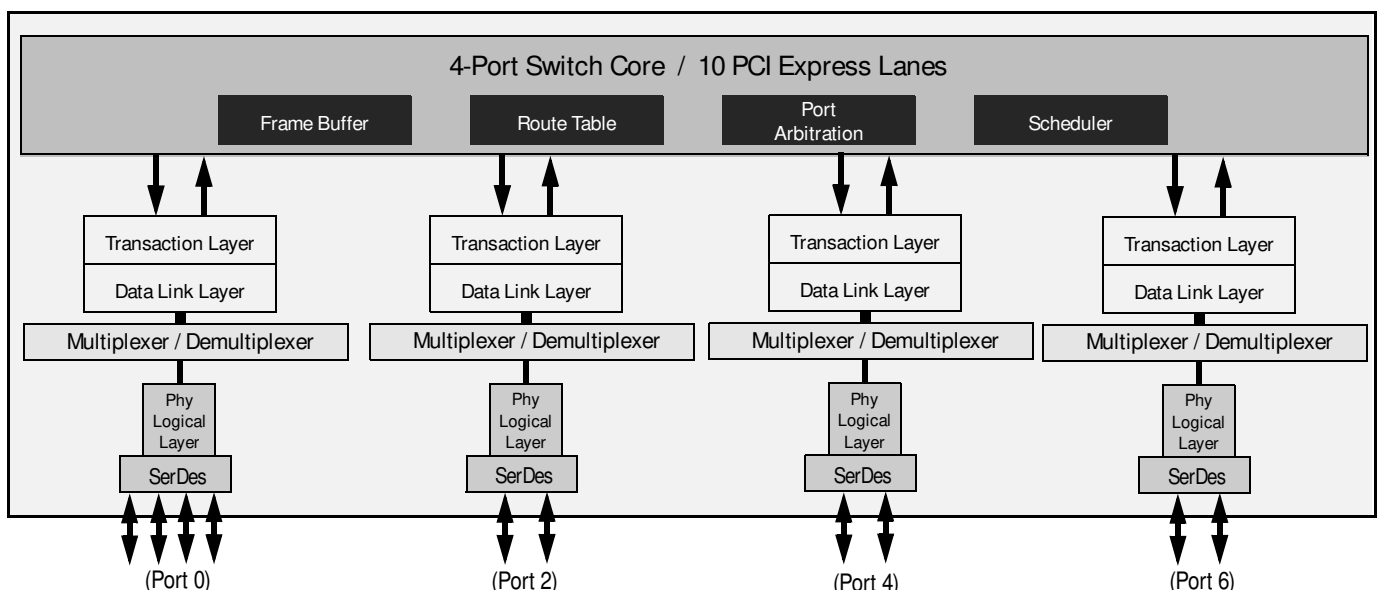 4-Port Switch Core / 10 PCI Express Lanes
Frame Buffer
Route Table
Port
Arbitration
Scheduler
Transaction Layer
Data Link Layer
Multiplexer / Demultiplexer
Phy
Logical
Layer
SerDes
(Port 0)
Transaction Layer
Data Link Layer
Multiplexer / Demultiplexer
Phy
Logical
Layer
SerDes
(Port 2)
Transaction Layer
Data Link Layer
Multiplexer / Demultiplexer
Phy
Logical
Layer
SerDes
(Port 4)
Transaction Layer
Data Link Layer
Multiplexer / Demultiplexer
Phy
Logical
Layer
SerDes
(Port 6)